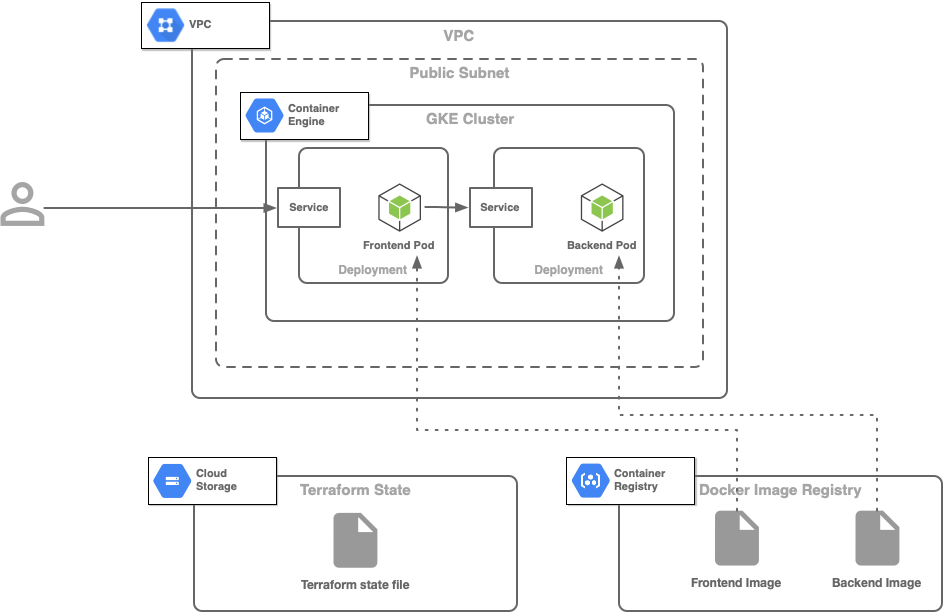 VPC
VPC
Public Subnet
Container
Engine
GKE Cluster
Service
Service
Frontend Pod
Backend Pod
Deployment
Deployment
Cloud
Storage
Terraform State
Container
Registry
Docker Image Registry
Terraform state file
Frontend Image
Backend Image